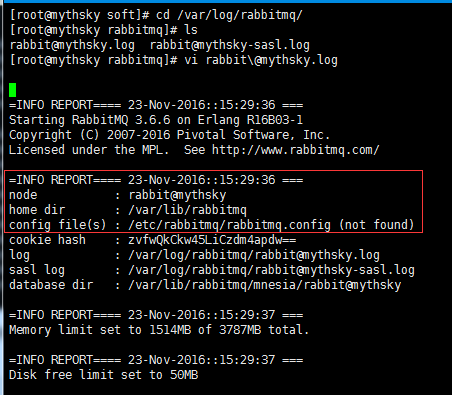 [root@mythsky soft]# cd /var/log/rabbitmq/
[root@mythsky rabbitmq]# ls
rabbit@mythsky.log  rabbit@mythsky-sasl.log
[root@mythsky rabbitmq]# vi rabbit\@mythsky.log
=INFO REPORT==== 23-Nov-2016::15:29:36 ===
Starting RabbitMQ 3.6.6 on Erlang R16B03-1
Copyright (C) 2007-2016 Pivotal Software, Inc.
Licensed under the MPL.  See http://www.rabbitmq.com/
=INFO REPORT==== 23-Nov-2016::15:29:36 ===
node           : rabbit@mythsky
home dir       : /var/lib/rabbitmq
config file(s) : /etc/rabbitmq/rabbitmq.config (not found)
cookie hash    : zvfwQkCkw45LiCzdm4apdw==
log            : /var/log/rabbitmq/rabbit@mythsky.log
sasl log       : /var/log/rabbitmq/rabbit@mythsky-sasl.log
database dir   : /var/lib/rabbitmq/mnesia/rabbit@mythsky
=INFO REPORT==== 23-Nov-2016::15:29:37 ===
Memory limit set to 1514MB of 3787MB total.
=INFO REPORT==== 23-Nov-2016::15:29:37 ===
Disk free limit set to 50MB